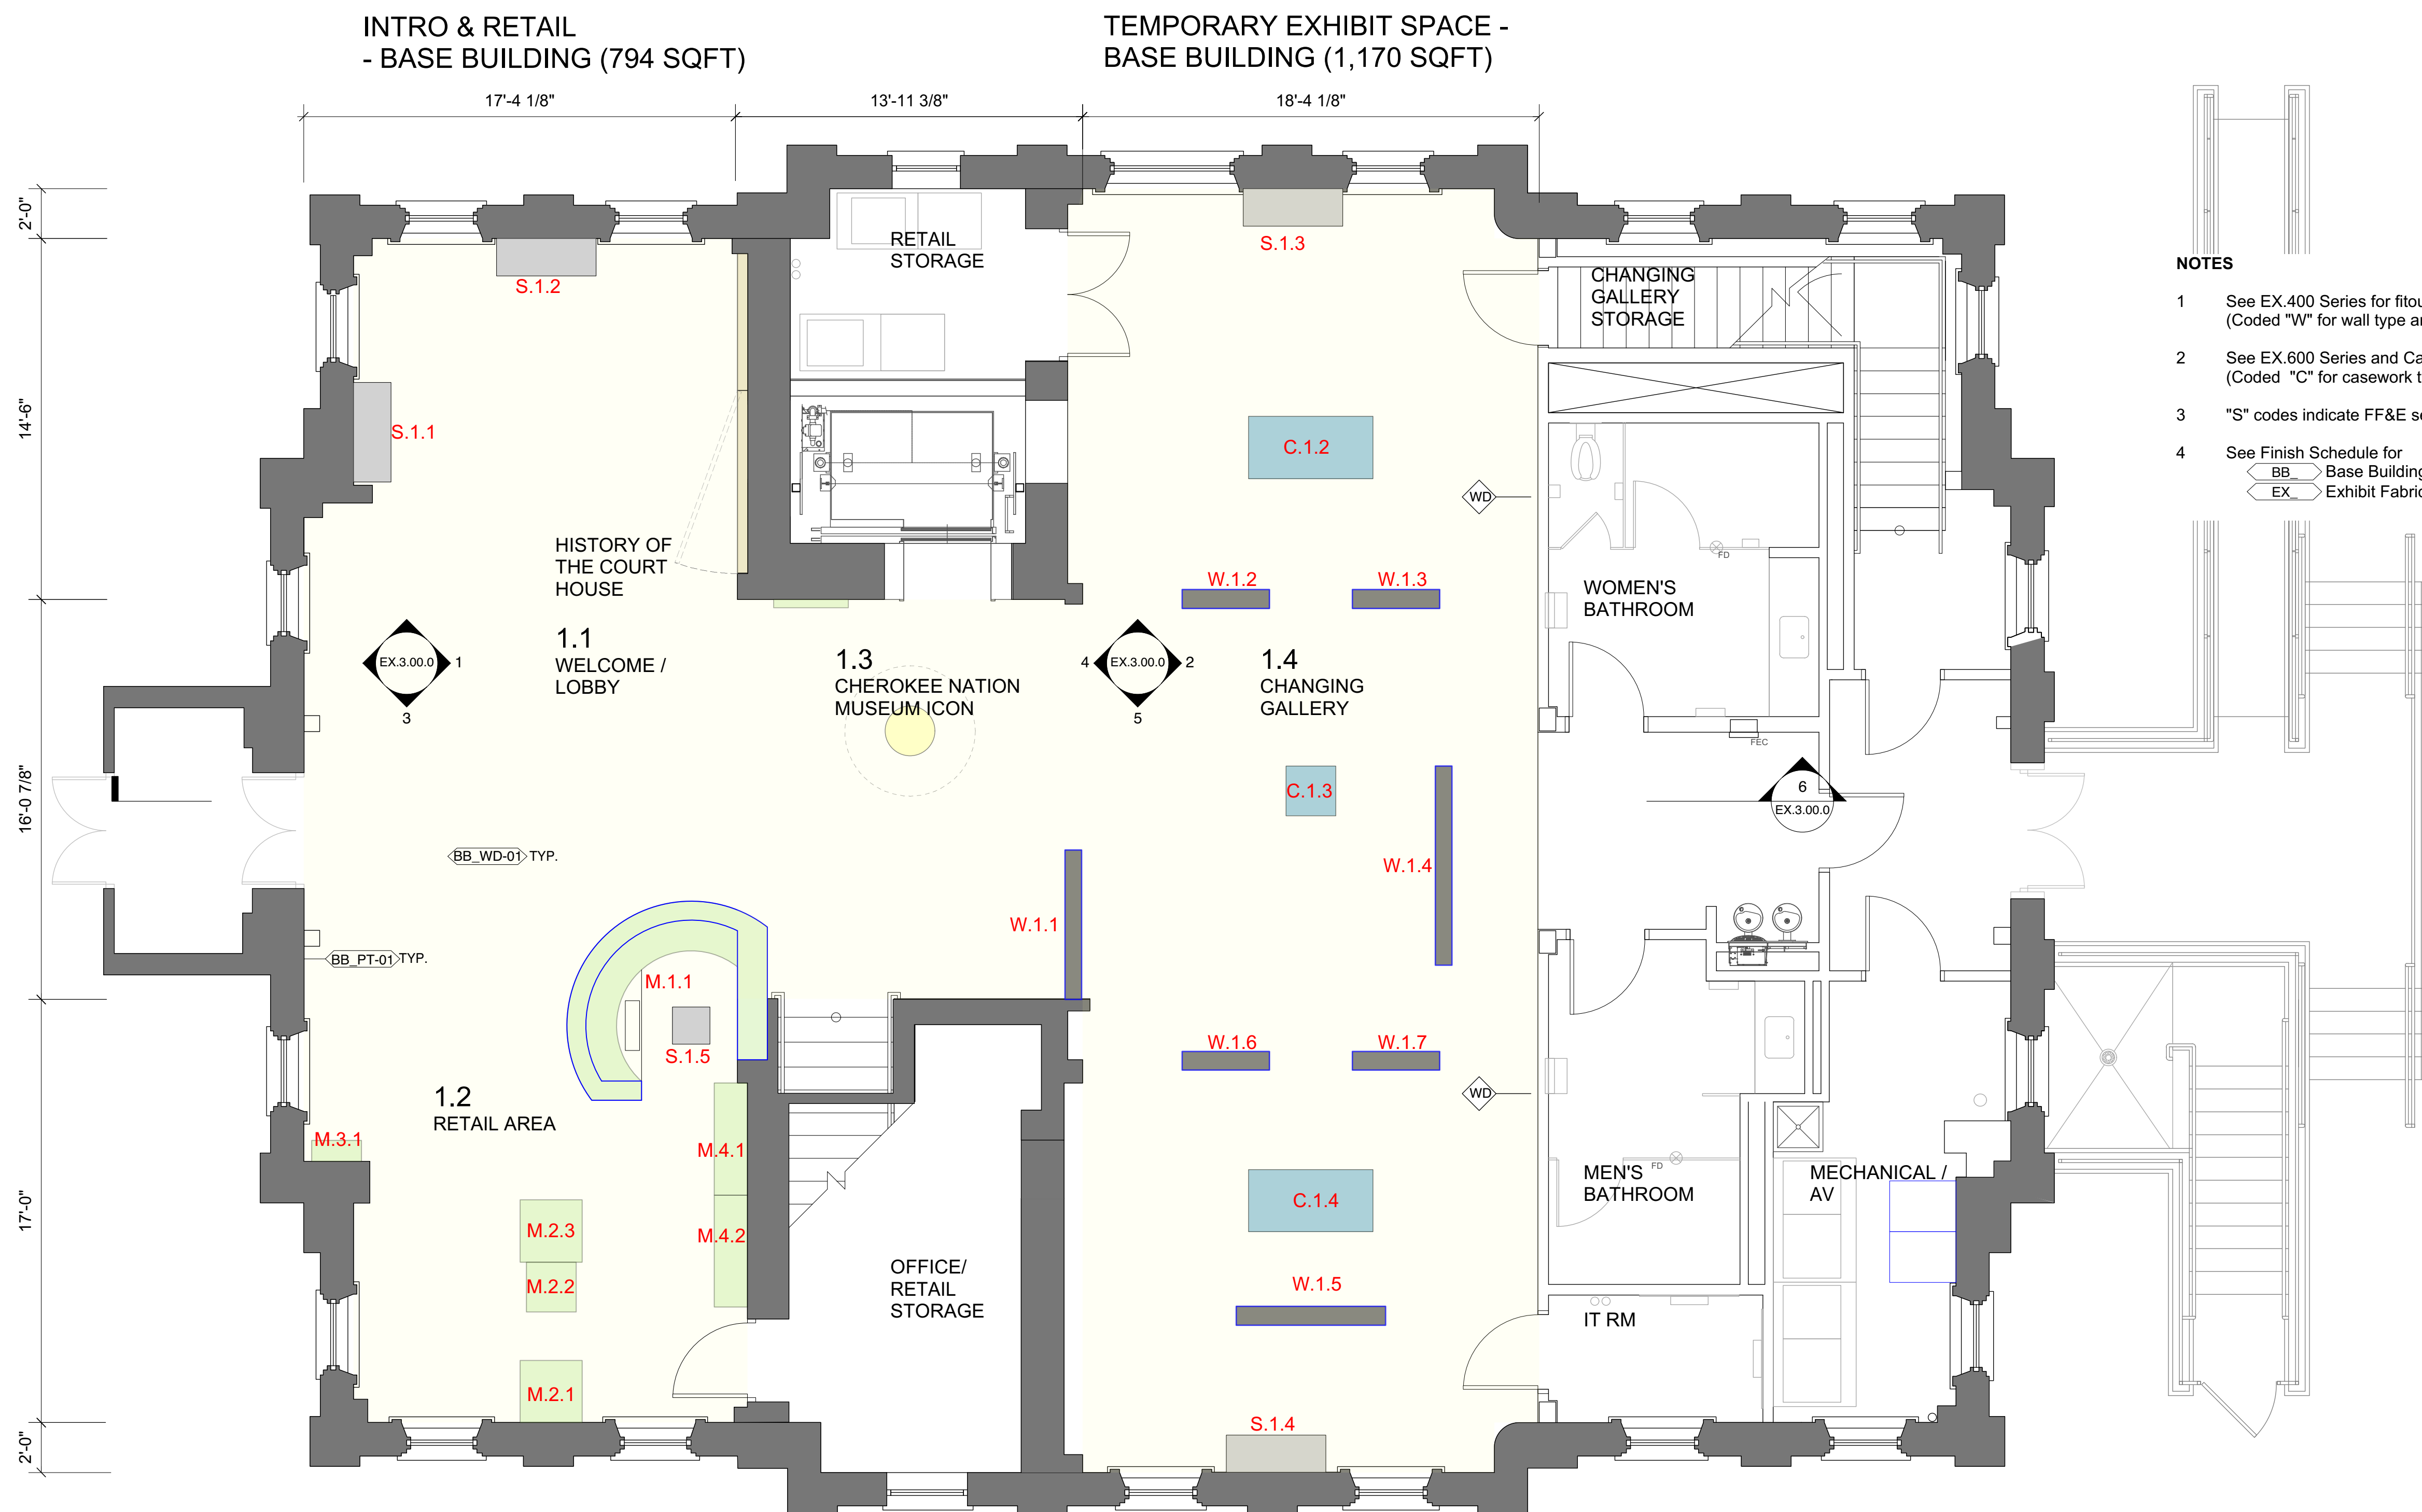 INTRO & RETAIL
- BASE BUILDING (794 SQFT)
TEMPORARY EXHIBIT SPACE -
BASE BUILDING (1,170 SQFT)
17'-4 1/8"
13'-11 3/8"
18'-4 1/8"
2'-0"
14'-6"
16'-0 7/8"
17'-0"
2'-0"
RETAIL
STORAGE
S.1.3
S.1.2
CHANGING
GALLERY
STORAGE
S.1.1
C.1.2
WD
HISTORY OF
THE COURT
HOUSE
FD
W.1.2
W.1.3
WOMEN'S
BATHROOM
1.1
WELCOME /
LOBBY
EX.3.00.0
1
3
1.3
CHEROKEE NATION
MUSEUM ICON
4
EX.3.00.0
2
5
1.4
CHANGING
GALLERY
FEC
C.1.3
6
EX.3.00.0
BB_WD-01
TYP.
W.1.4
W.1.1
BB_PT-01
TYP.
M.1.1
S.1.5
W.1.6
W.1.7
WD
1.2
RETAIL AREA
M.3.1
M.4.1
FD
MEN'S
BATHROOM
MECHANICAL /
AV
C.1.4
M.2.3
M.4.2
M.2.2
OFFICE/
RETAIL
STORAGE
W.1.5
IT RM
M.2.1
S.1.4
NOTES
1 See EX.400 Series for
(Coded "W" for wall type
2 See EX.600 Series and
(Coded "C" for casework
3 "S" codes indicate FF&E
4 See Finish Schedule for
BB_ Base Building
EX_ Exhibit